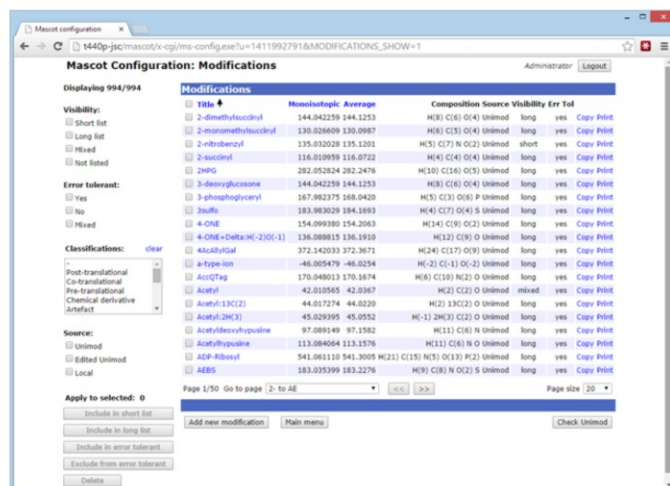 Mascot configuration
t440p-jsc/mascot/x-cgi/ms-config.exe?u=1411992791&MODIFICATIONS_SHOW=1
Mascot Configuration: Modifications
Administrator Logout
Displaying 994/994
Visibility:
Short list
Long list
Mixed
Not listed
Error tolerant:
Yes
No
Mixed
Classifications: clear
-
Post-translational
Co-translational
Pre-translational
Chemical derivative
Artefact
Source:
Unimod
Edited Unimod
Local
Apply to selected: 0
Include in short list
Include in long list
Include in error tolerant
Exclude from error tolerant
Delete
Modifications
Title Monoisotopic Average Composition Source Visibility Err Tol
2-dimethylsuccinyl 144.042259 144.1253 H(8) C(6) O(4) Unimod long yes Copy Print
2-monomethylsuccinyl 130.026609 130.0987 H(6) C(5) O(4) Unimod long yes Copy Print
2-nitrobenzyl 135.032028 135.1201 H(5) C(7) N O(2) Unimod short yes Copy Print
2-succinyl 116.010959 116.0722 H(4) C(4) O(4) Unimod long yes Copy Print
2HPG 282.052824 282.2476 H(10) C(16) O(5) Unimod long yes Copy Print
3-deoxyglucosone 144.042259 144.1253 H(8) C(6) O(4) Unimod long yes Copy Print
3-phosphoglyceryl 167.982375 168.0420 H(5) C(3) O(6) P Unimod long yes Copy Print
3sulfo 183.983029 184.1693 H(4) C(7) O(4) S Unimod long yes Copy Print
4-ONE 154.099380 154.2063 H(14) C(9) O(2) Unimod long yes Copy Print
4-ONE+Delta:H(-2)O(-1) 136.088815 136.1910 H(12) C(9) O Unimod long yes Copy Print
4AcAllylGal 372.142033 372.3671 H(24) C(17) O(9) Unimod long yes Copy Print
a-type-ion -46.005479 -46.0254 H(-2) C(-1) O(-2) Unimod long yes Copy Print
AccQTag 170.048013 170.1674 H(6) C(10) N(2) O Unimod long yes Copy Print
Acetyl 42.010565 42.0367 H(2) C(2) O Unimod mixed yes Copy Print
Acetyl:13C(2) 44.017274 44.0220 H(2) 13C(2) O Unimod long yes Copy Print
Acetyl:2H(3) 45.029395 45.0552 H(-1) 2H(3) C(2) O Unimod long yes Copy Print
Acetyldeoxyhypusine 97.089149 97.1582 H(11) C(6) N Unimod long yes Copy Print
Acetylhypusine 113.084064 113.1576 H(11) C(6) N O Unimod long yes Copy Print
ADP-Ribosyl 541.061110 541.3005 H(21) C(15) N(5) O(13) P(2) Unimod long yes Copy Print
AEBS 183.035399 183.2276 H(9) C(8) N O(2) S Unimod long yes Copy Print
Page 1/50 Go to page 2- to AE << >> Page size 20
Add new modification Main menu Check Unimod